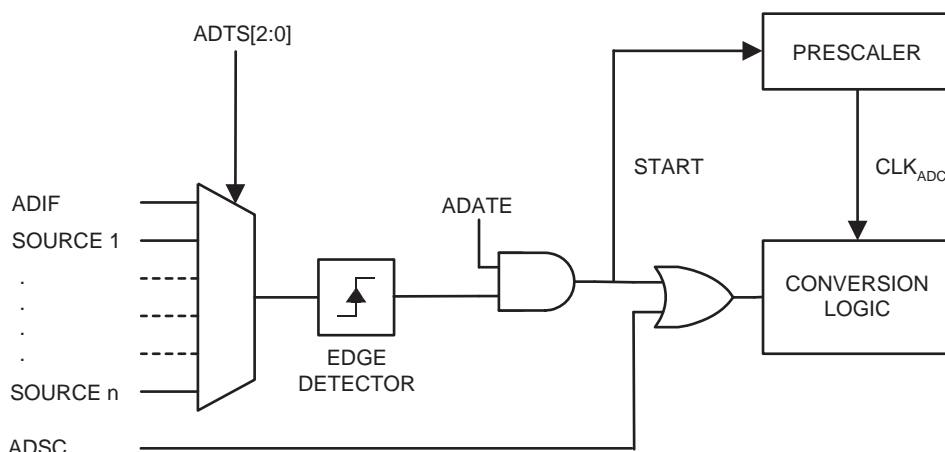 ADTS[2:0]
PRESCALER
START
CLKADC
ADIF
ADATE
SOURCE 1
.
.
.
.
CONVERSION
LOGIC
EDGE
DETECTOR
SOURCE n
ADSC